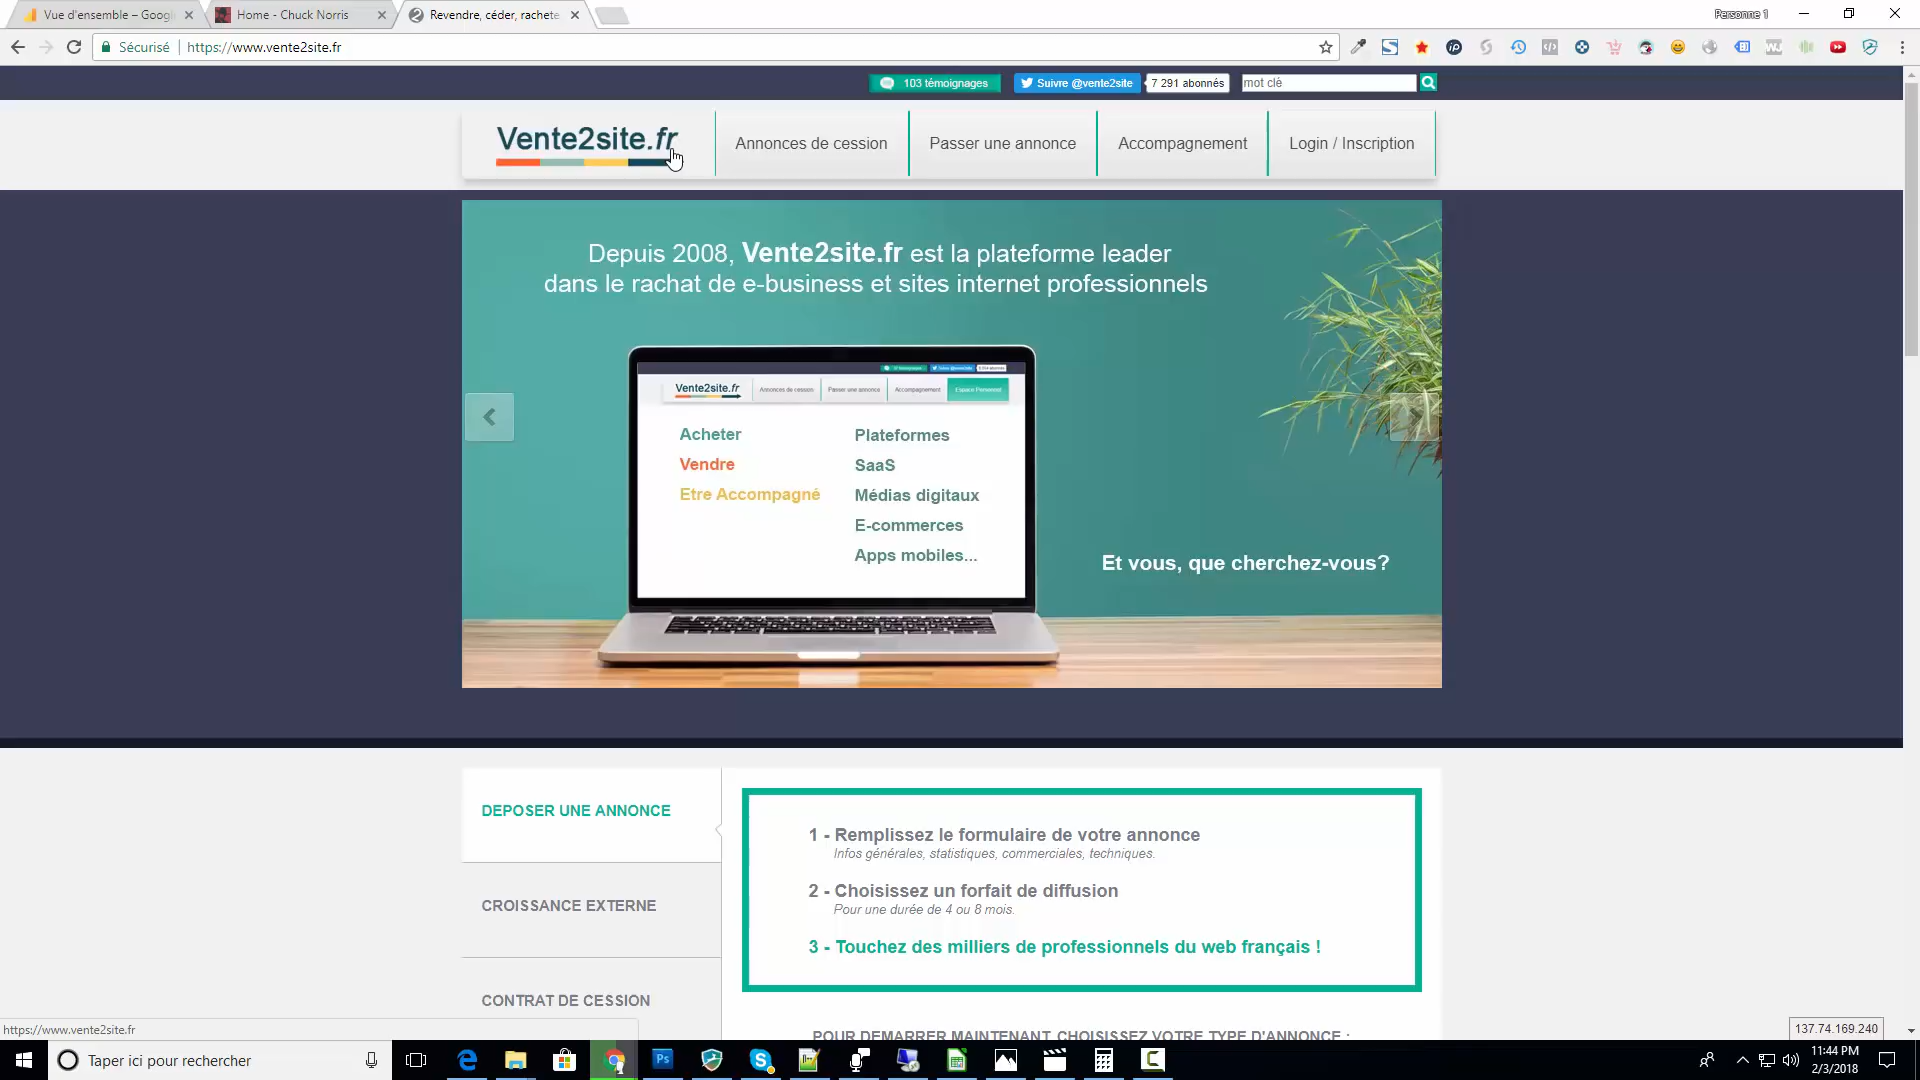 Vue d'ensemble – Googl
Home - Chuck Norris
Revendre, céder, rachete
Personne 1
Sécurisé
https://www.vente2site.fr
103 témoignages
Suivre @vente2site
7 291 abonnés
mot clé
Vente2site.fr
Annonces de cession
Passer une annonce
Accompagnement
Login / Inscription
Depuis 2008, Vente2site.fr est la plateforme leader
dans le rachat de e-business et sites internet professionnels
Vente2site.fr
Annonces de cession
Passer une annonce
Accompagnement
Espace Personnel
Acheter
Vendre
Etre Accompagné
Plateformes
SaaS
Médias digitaux
E-commerces
Apps mobiles...
Et vous, que cherchez-vous?
DEPOSER UNE ANNONCE
CROISSANCE EXTERNE
CONTRAT DE CESSION
1 - Remplissez le formulaire de votre annonce
Infos générales, statistiques, commerciales, techniques.
2 - Choisissez un forfait de diffusion
Pour une durée de 4 ou 8 mois.
3 - Touchez des milliers de professionnels du web français !
POUR DEMARRER MAINTENANT, CHOISISSEZ VOTRE TYPE D'ANNONCE :
https://www.vente2site.fr
137.74.169.240
Taper ici pour rechercher
11:44 PM
2/3/2018